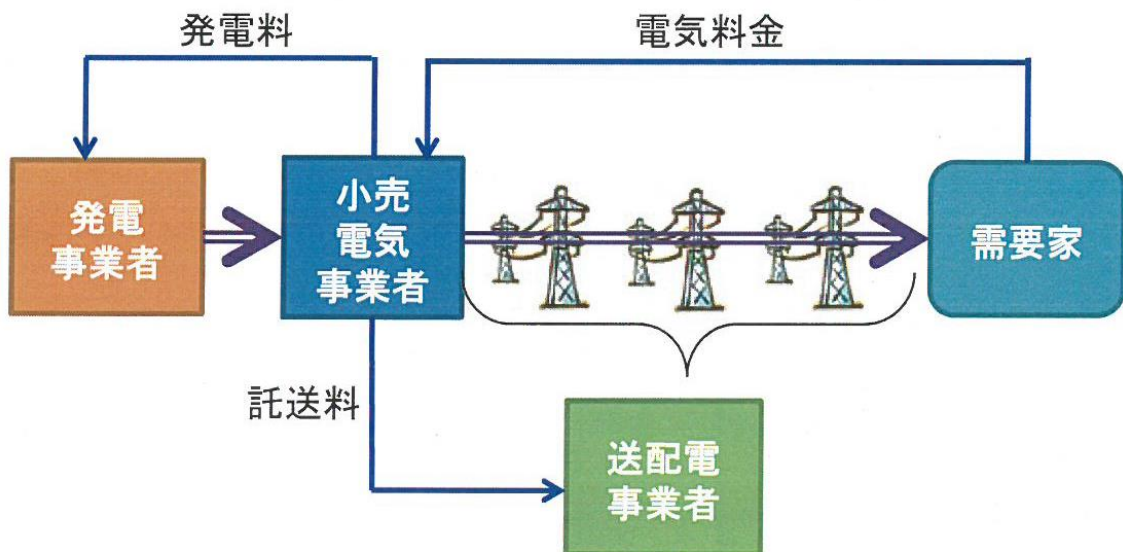 発電料
電気料金
発電
事業者
小売
電気
事業者
需要家
託送料
送配電
事業者